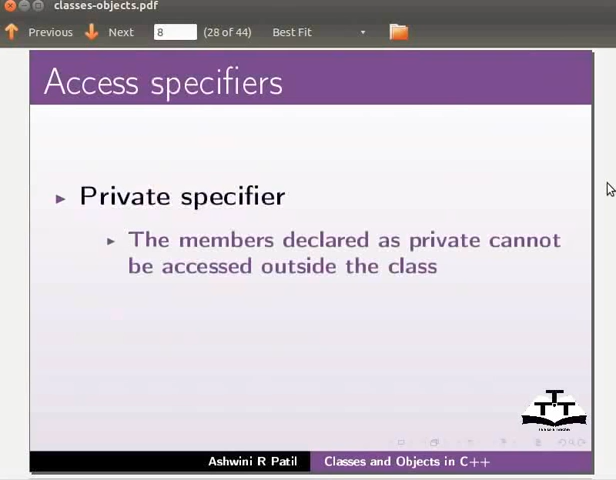 classes-objects.pdf
Previous Next 8 (28 of 44) Best Fit
Access specifiers
Private specifier
The members declared as private cannot
be accessed outside the class
TTT
Ashwini R Patil Classes and Objects in C++